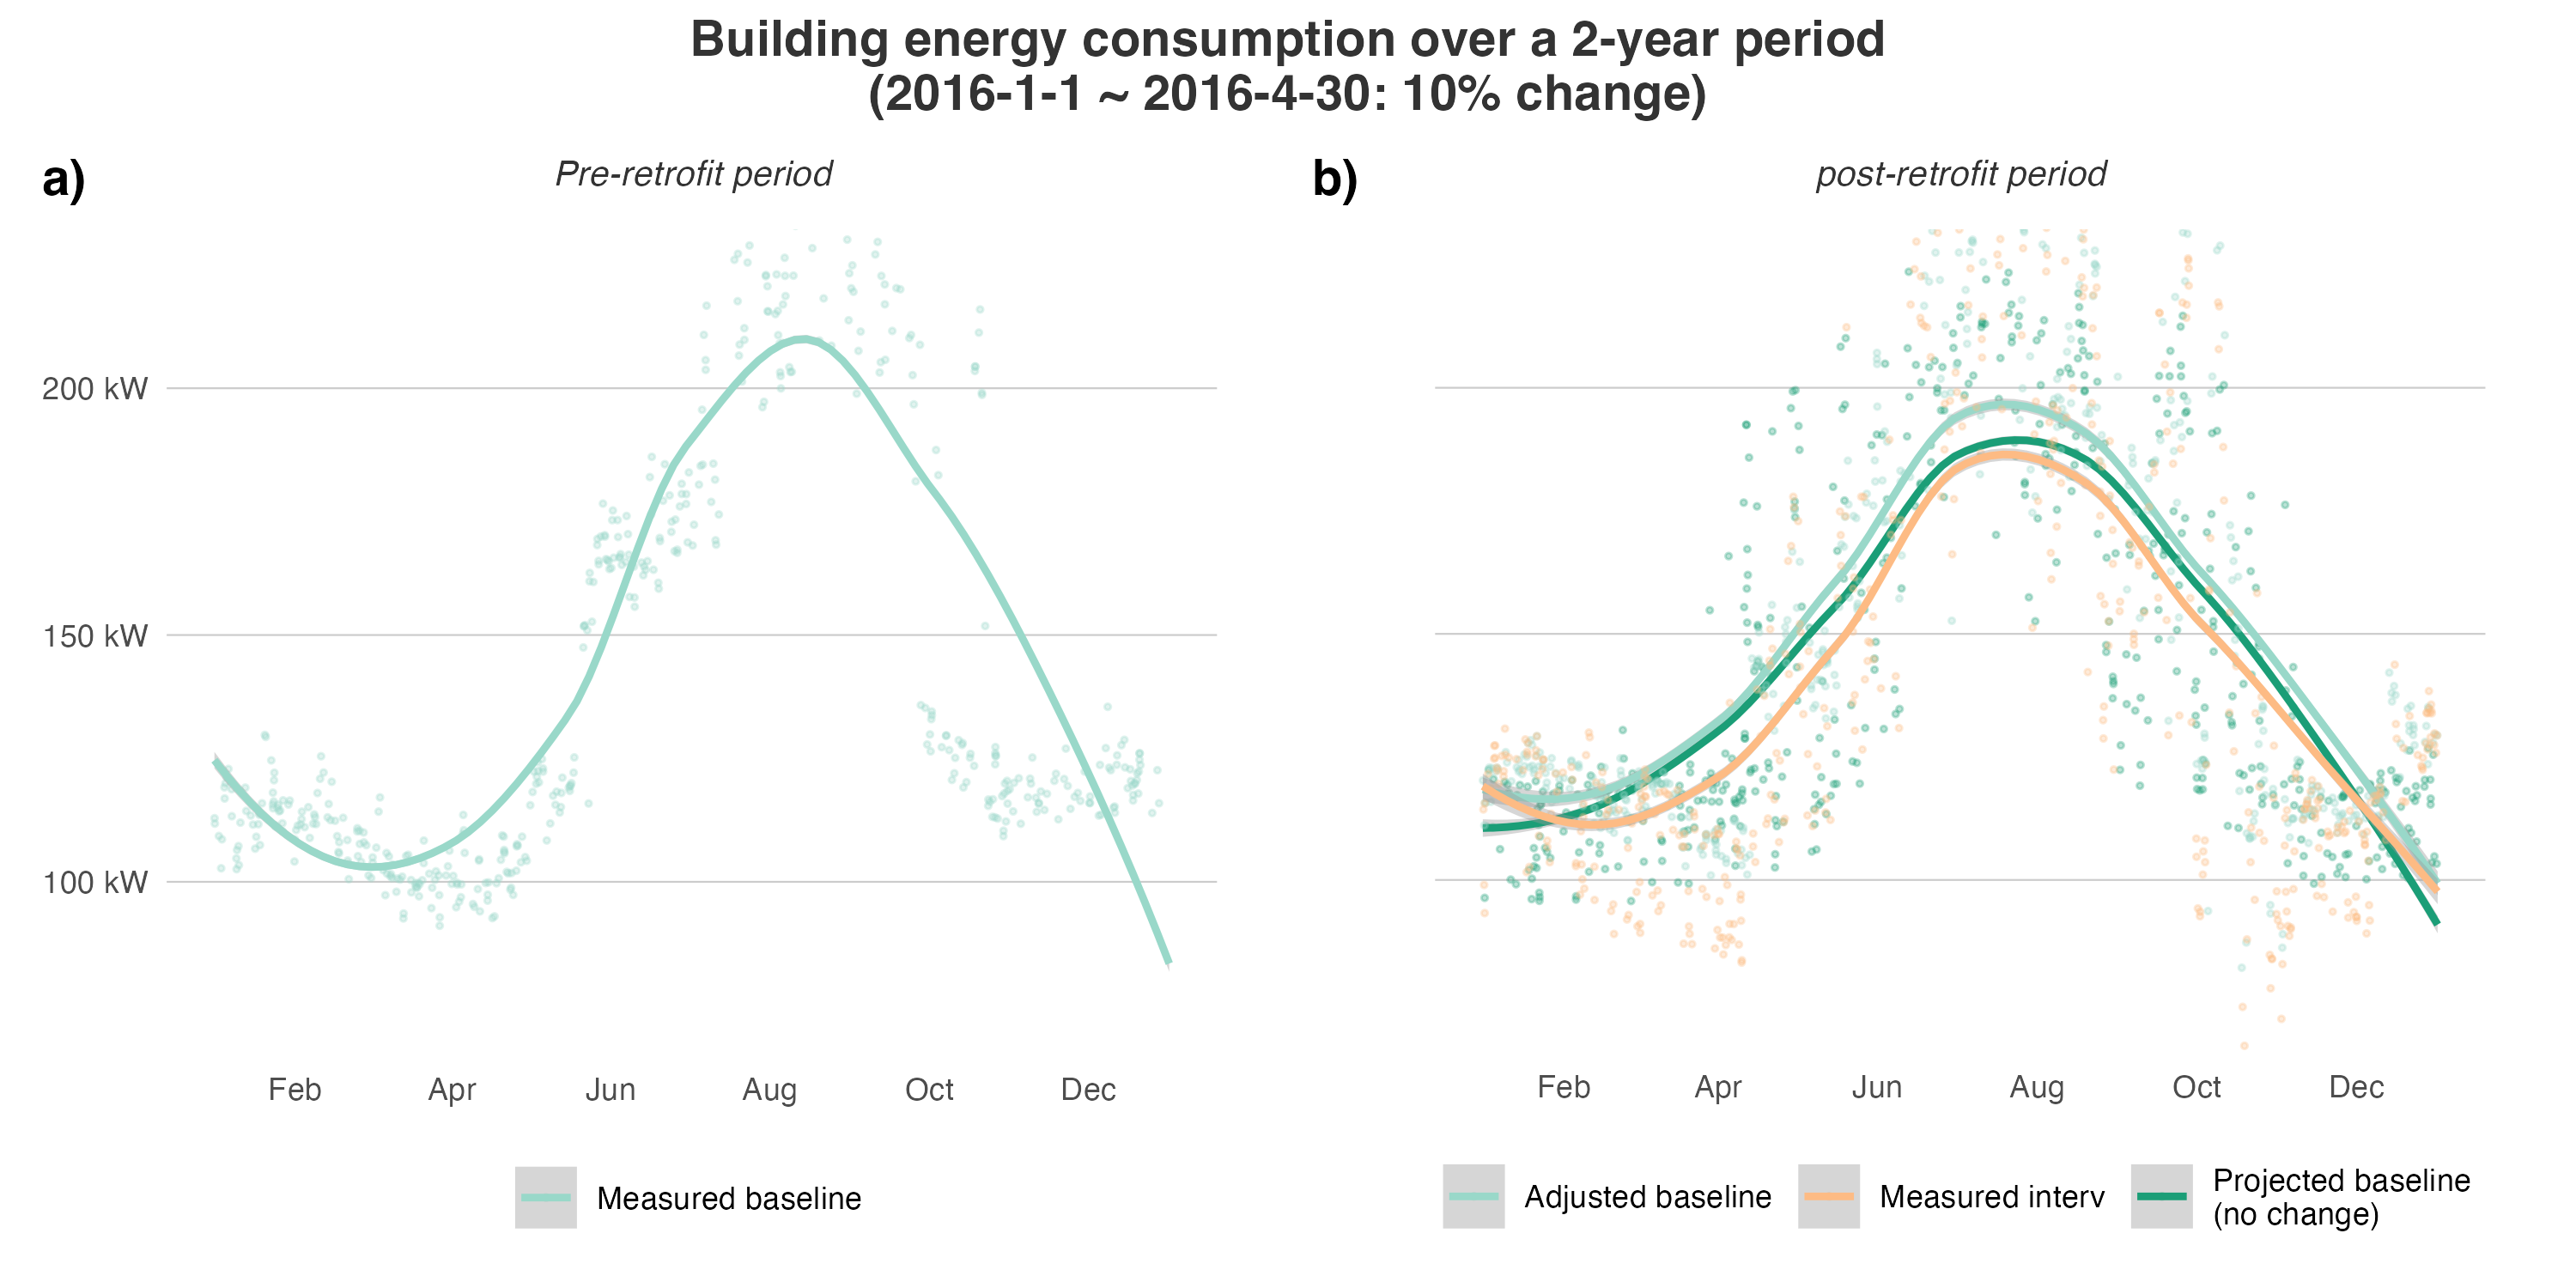 Building energy consumption over a 2-year period
(2016-1-1 ~ 2016-4-30: 10% change)
a)
Pre-retrofit period
200 kW
150 kW
100 kW
Feb Apr Jun Aug Oct Dec
Measured baseline
b)
post-retrofit period
Feb Apr Jun Aug Oct Dec
Adjusted baseline
Measured interv
Projected baseline
(no change)